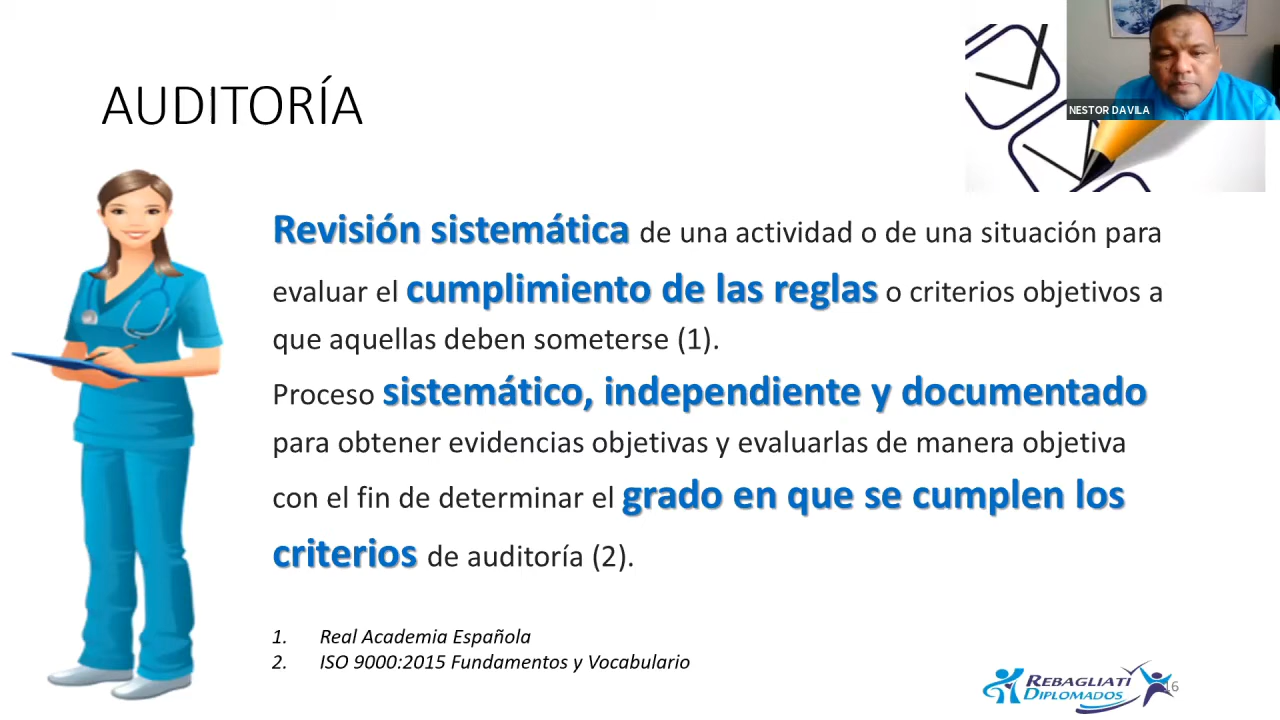 NESTOR DAVILA
AUDITORÍA
Revisión sistemática de una actividad o de una situación para
evaluar el cumplimiento de las reglas o criterios objetivos a
que aquellas deben someterse (1).
Proceso sistemático, independiente y documentado
para obtener evidencias objetivas y evaluarlas de manera objetiva
con el fin de determinar el grado en que se cumplen los
criterios de auditoría (2).
1. Real Academia Española
2. ISO 9000:2015 Fundamentos y Vocabulario
REBAGLIATI
DIPLOMADOS
16